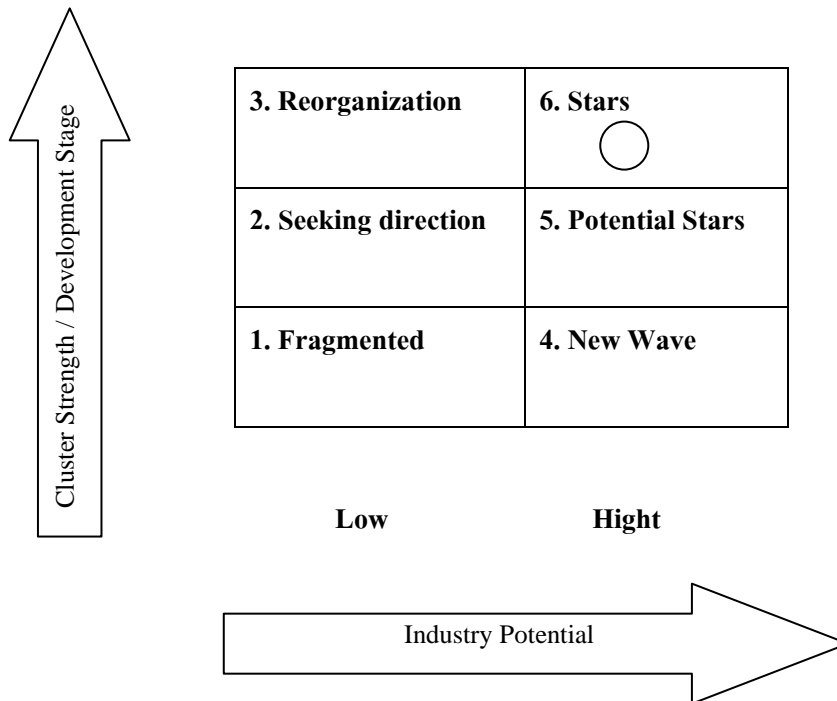 Cluster Strength / Development Stage
3. Reorganization
6. Stars
2. Seeking direction
5. Potential Stars
1. Fragmented
4. New Wave
Low
Hight
Industry Potential